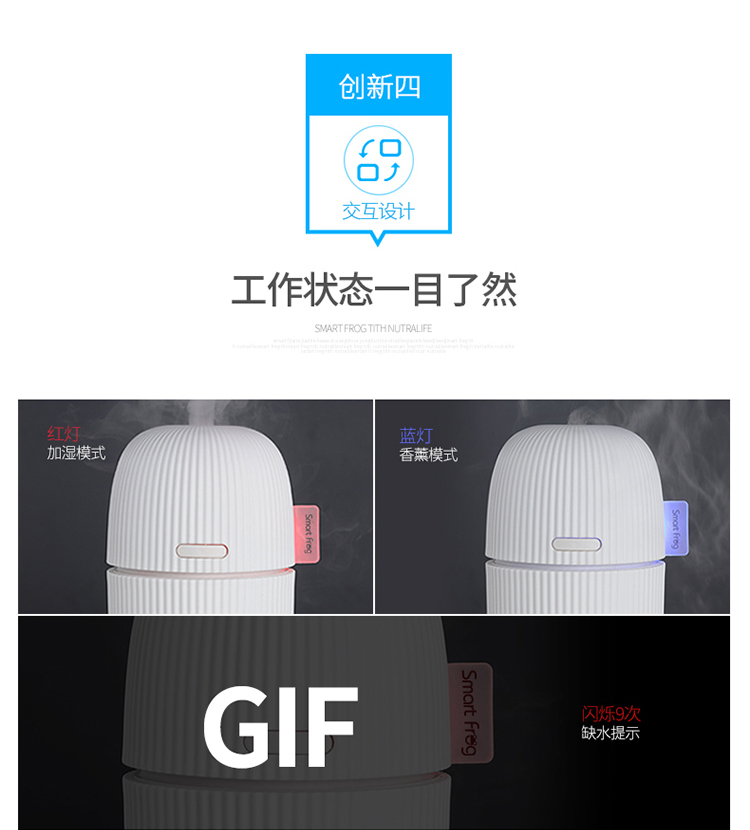 创新四
交互设计
工作状态一目了然
SMART FROG TITH NUTRALIFE
红灯
加湿模式
蓝灯
香薰模式
Smart Frog
Smart Frog
GIF
Smart Frog
闪烁9次
缺水提示